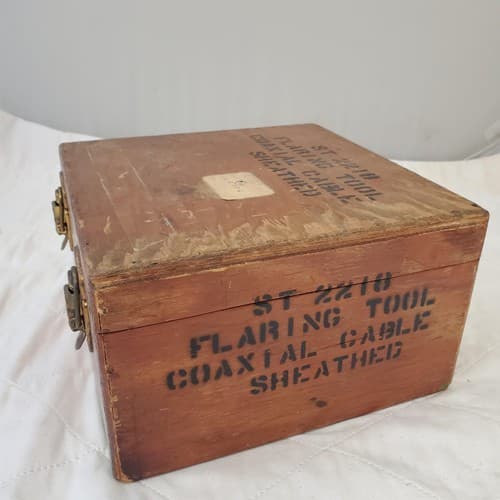 ST 2210
FLARING TOOL
COAXIAL CABLE
SHEATHED
ST 2210
FLARING TOOL
COAXIAL CABLE
SHEATHED